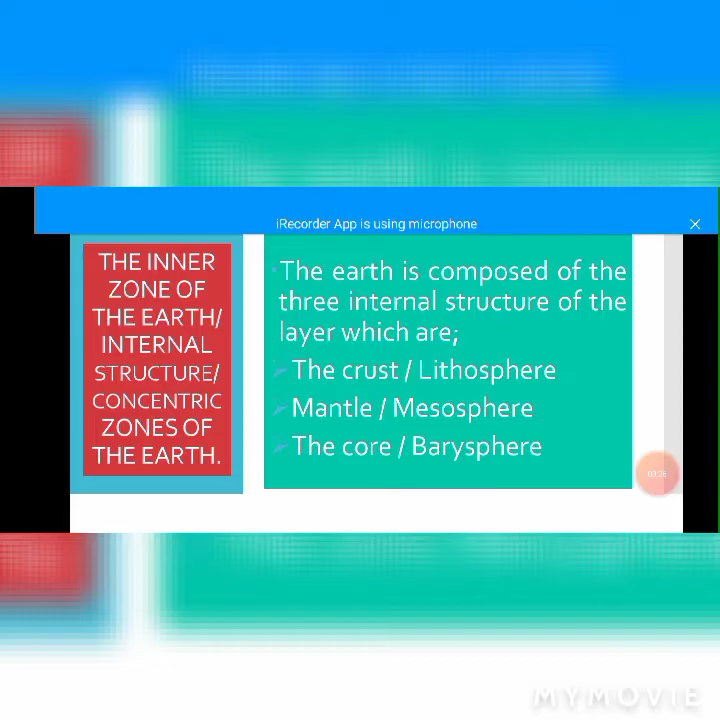 iRecorder App is using microphone
THE INNER
ZONE OF
THE EARTH/
INTERNAL
STRUCTURE/
CONCENTRIC
ZONES OF
THE EARTH.
The earth is composed of the
three internal structure of the
layer which are;
The crust / Lithosphere
Mantle / Mesosphere
The core / Barysphere
03:26
MYMOVIE